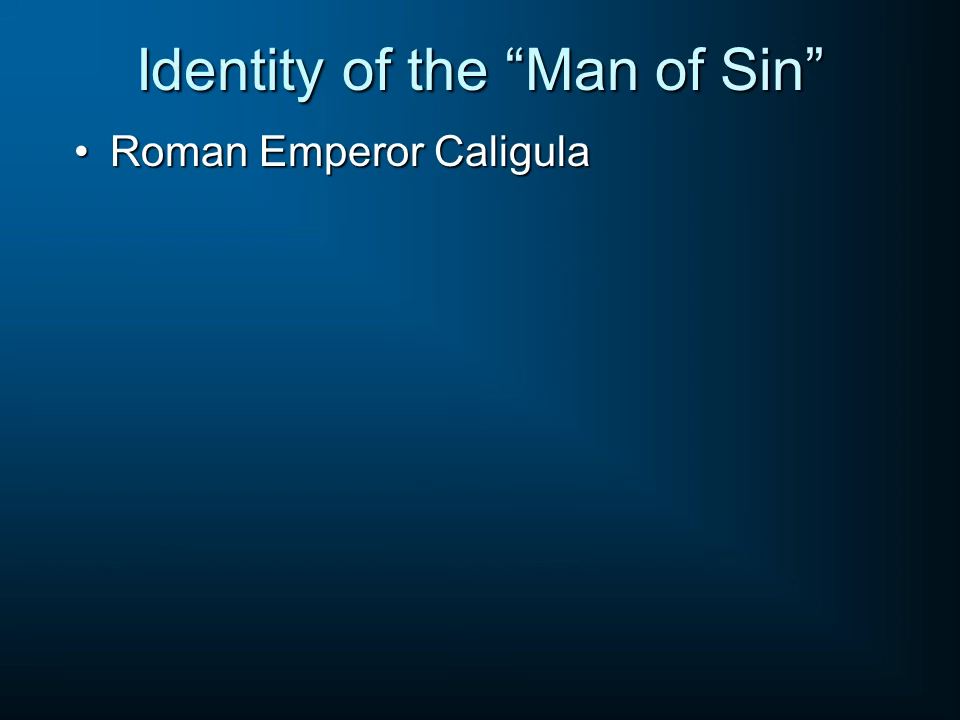 Identity of the “Man of Sin”
• Roman Emperor Caligula